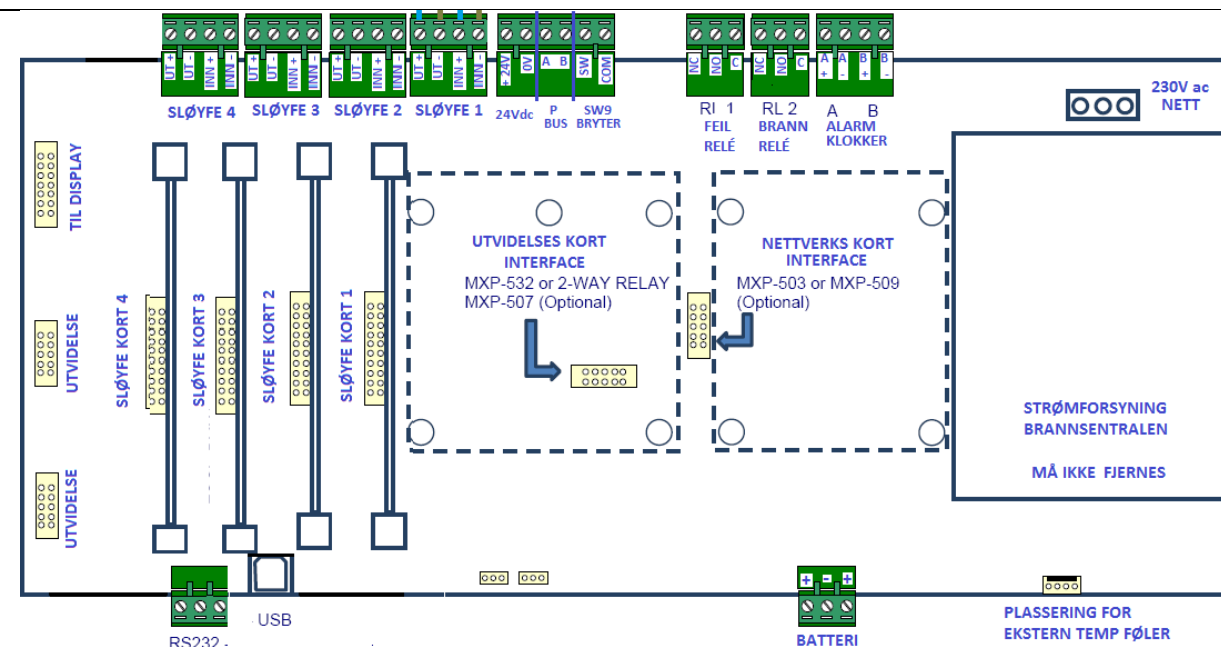 UT + UT - INN + INN -
UT + UT - INN + INN -
UT + UT - INN + INN -
UT + UT - INN + INN -
+ 24V 0V A B SW COM
NC NO C
NC NO C
A + A - B + B -
SLØYFE 4
SLØYFE 3
SLØYFE 2
SLØYFE 1
24Vdc
P
BUS
SW9
BRYTER
Rl 1
FEIL
RELÉ
RL 2
BRANN
RELÉ
A B
ALARM
KLOKKER
230V ac
NETT
TIL DISPLAY
UTVIDELSE
UTVIDELSE
SLØYFE KORT 4
SLØYFE KORT 3
SLØYFE KORT 2
SLØYFE KORT 1
UTVIDELSES KORT
INTERFACE
MXP-532 or 2-WAY RELAY
MXP-507 (Optional)
NETTVERKS KORT
INTERFACE
MXP-503 or MXP-509
(Optional)
STRØMFORSYNING
BRANNSENTRALEN
MÅ IKKE FJERNES
RS232 -
USB
+ - +
BATTERI
PLASSERING FOR
EKSTERN TEMP FØLER